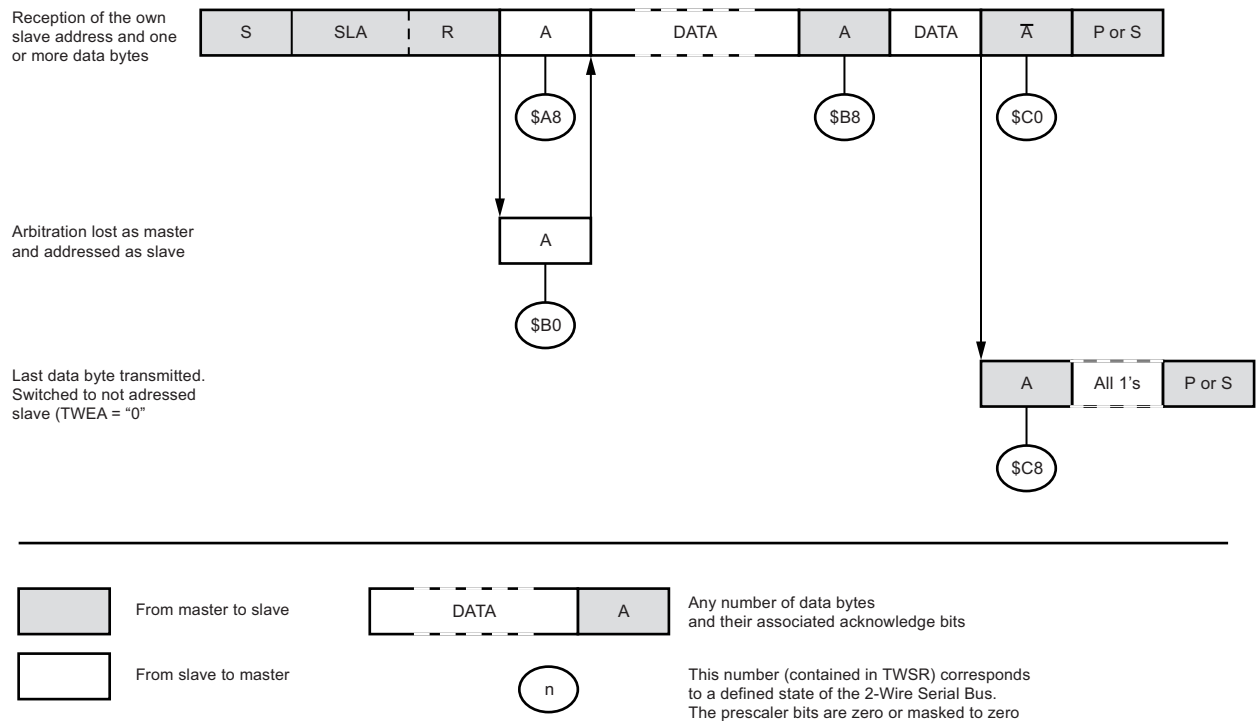 Reception of the own
slave address and one
or more data bytes
S SLA R A DATA A DATA A̅ P or S
$A8 $B8 $C0
Arbitration lost as master
and addressed as slave
A
$B0
Last data byte transmitted.
Switched to not adressed
slave (TWEA = “0”
A All 1's P or S
$C8
From master to slave
DATA A
Any number of data bytes
and their associated acknowledge bits
From slave to master
n
This number (contained in TWSR) corresponds
to a defined state of the 2-Wire Serial Bus.
The prescaler bits are zero or masked to zero